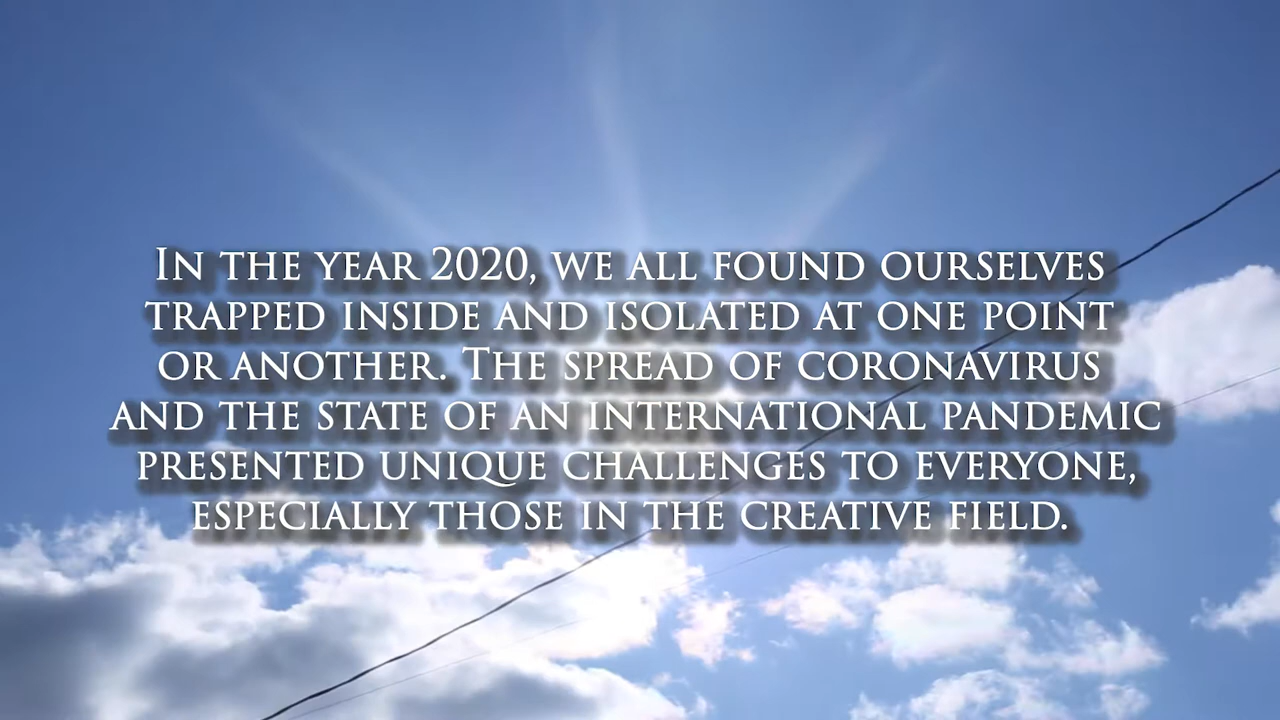 In the year 2020, we all found ourselves
trapped inside and isolated at one point
or another. The spread of coronavirus
and the state of an international pandemic
presented unique challenges to everyone,
especially those in the creative field.